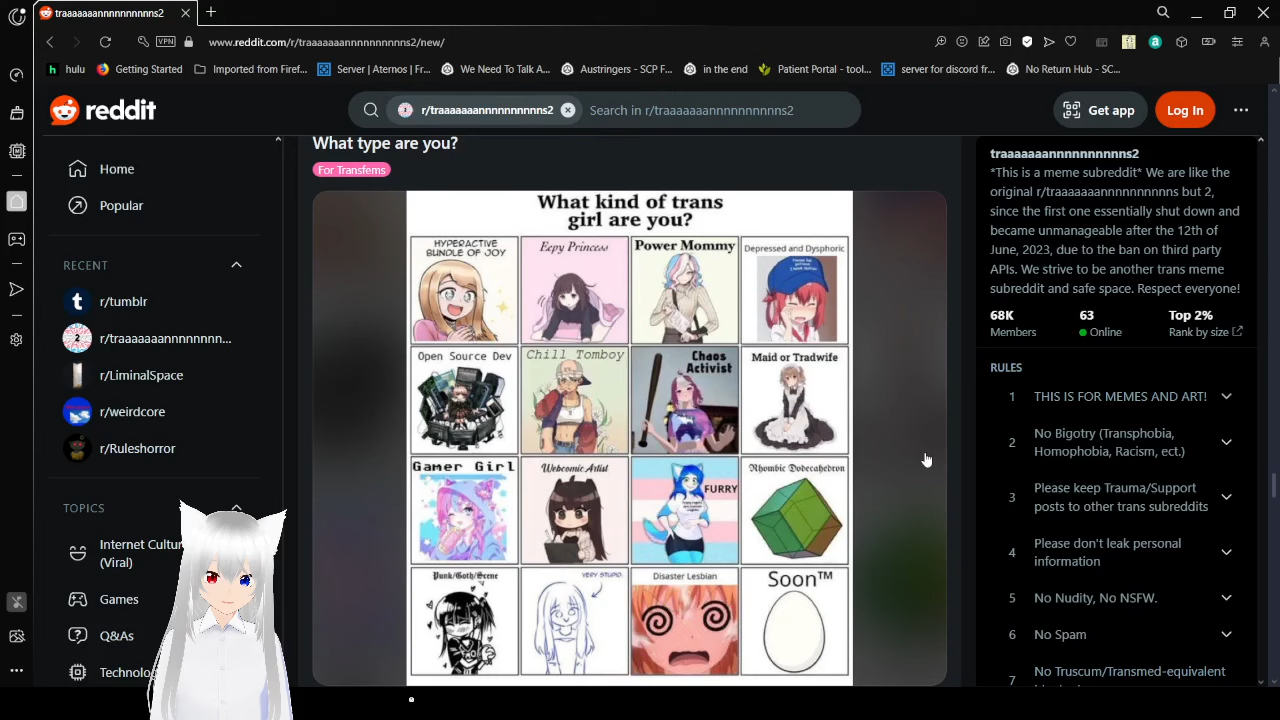 traaaaaaannnnnnnnnns2
VPN
www.reddit.com/r/traaaaaaannnnnnnnnns2/new/
hulu
Getting Started
Imported from Firef...
Server | Aternos | Fr...
We Need To Talk A...
Austringers - SCP F...
in the end
Patient Portal - tool...
server for discord fr...
No Return Hub - SC...
reddit
r/traaaaaaannnnnnnnnns2
Search in r/traaaaaaannnnnnnnnns2
Get app
Log In
Home
Popular
RECENT
r/tumblr
r/traaaaaaannnnnnn...
r/LiminalSpace
r/weirdcore
r/Ruleshorror
TOPICS
Internet Cultu
(Viral)
Games
Q&As
Technolo
What type are you?
For Transfems
What kind of trans
girl are you?
HYPERACTIVE
BUNDLE OF JOY
Eepy Princess
Power Mommy
Depressed and Dysphoric
Open Source Dev
Chill Tomboy
Chaos
Activist
Maid or Tradwife
Gamer Girl
Webcomic Artist
FURRY
Rhombic Dodecahedron
Punk/Goth/Scene
VERY STUPID.
Disaster Lesbian
Soon™
traaaaaaannnnnnnnnns2
*This is a meme subreddit* We are like the
original r/traaaaaaannnnnnnnnns but 2,
since the first one essentially shut down and
became unmanageable after the 12th of
June, 2023, due to the ban on third party
APIs. We strive to be another trans meme
subreddit and safe space. Respect everyone!
68K
Members
63
Online
Top 2%
Rank by size
RULES
1 THIS IS FOR MEMES AND ART!
2 No Bigotry (Transphobia,
Homophobia, Racism, ect.)
3 Please keep Trauma/Support
posts to other trans subreddits
4 Please don't leak personal
information
5 No Nudity, No NSFW.
6 No Spam
7 No Truscum/Transmed-equivalent